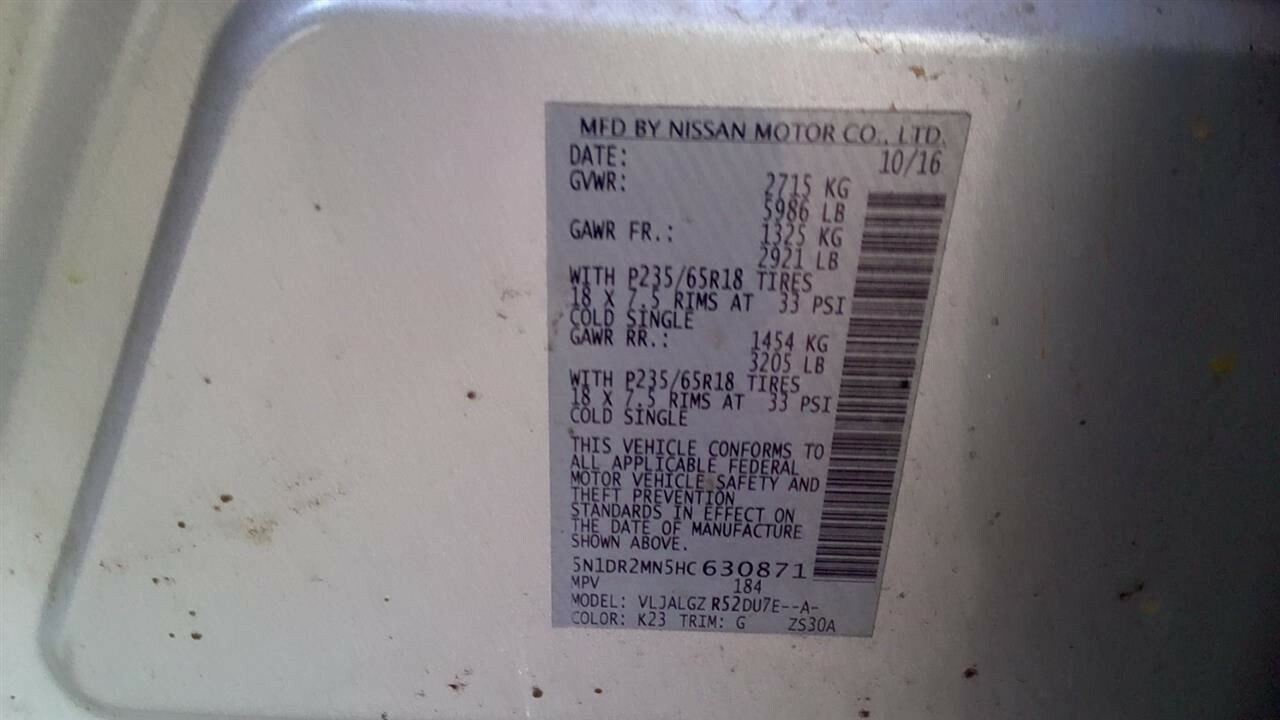 MFD BY NISSAN MOTOR CO., LTD.
DATE: 10/16
GVWR: 2715 KG
5986 LB
GAWR FR.: 1325 KG
2921 LB
WITH P235/65R18 TIRES
18 X 7.5 RIMS AT 33 PSI
COLD SINGLE
GAWR RR.: 1454 KG
3205 LB
WITH P235/65R18 TIRES
18 X 7.5 RIMS AT 33 PSI
COLD SINGLE
THIS VEHICLE CONFORMS TO
ALL APPLICABLE FEDERAL
MOTOR VEHICLE SAFETY AND
THEFT PREVENTION
STANDARDS IN EFFECT ON
THE DATE OF MANUFACTURE
SHOWN ABOVE.
5N1DR2MN5HC630871
MPV 184
MODEL: VLJALGZ R52DU7E--A-
COLOR: K23 TRIM: G ZS30A